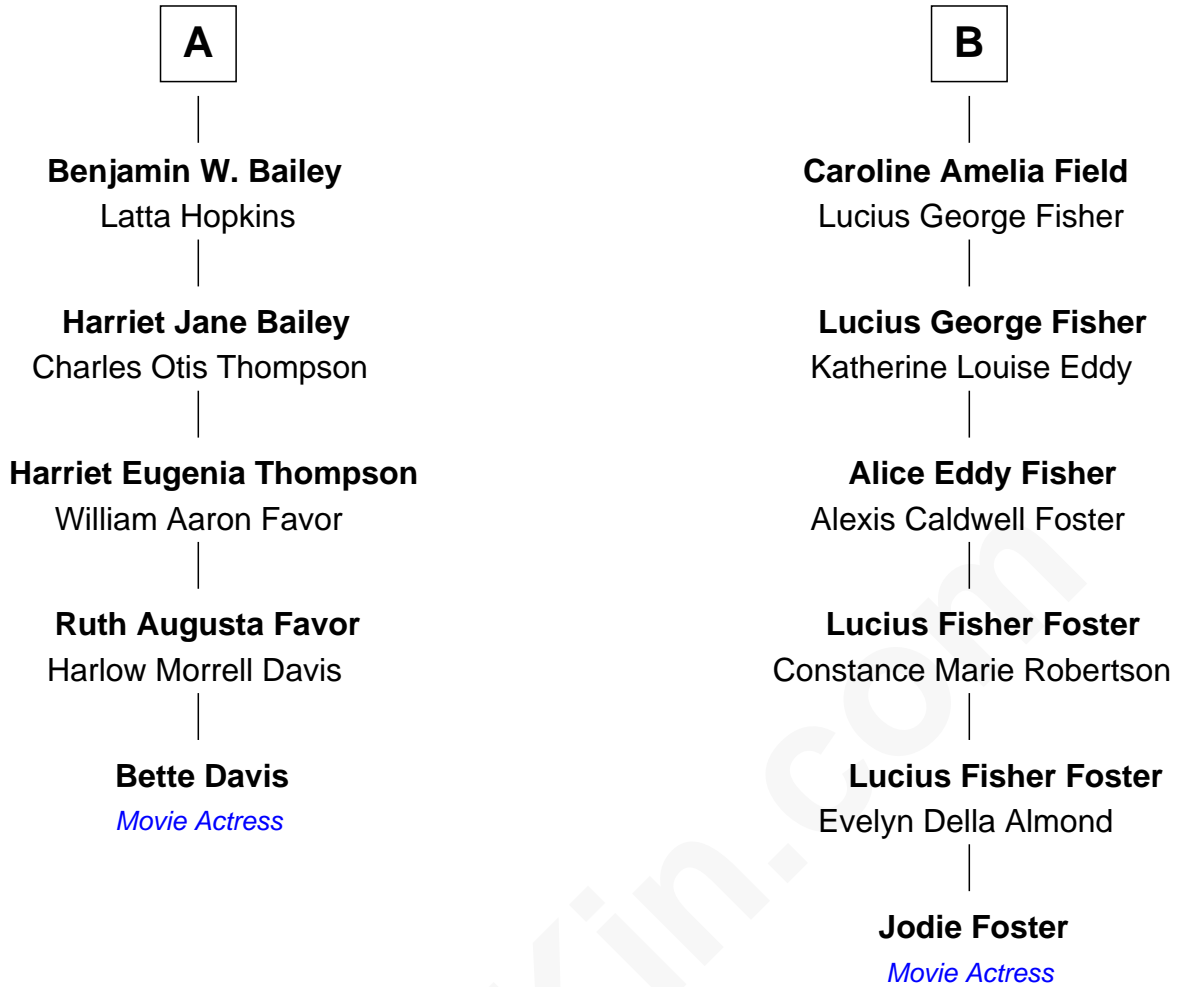 A
Benjamin W. Bailey
Latta Hopkins
Harriet Jane Bailey
Charles Otis Thompson
Harriet Eugenia Thompson
William Aaron Favor
Ruth Augusta Favor
Harlow Morrell Davis
Bette Davis
Movie Actress
B
Caroline Amelia Field
Lucius George Fisher
Lucius George Fisher
Katherine Louise Eddy
Alice Eddy Fisher
Alexis Caldwell Foster
Lucius Fisher Foster
Constance Marie Robertson
Lucius Fisher Foster
Evelyn Della Almond
Jodie Foster
Movie Actress